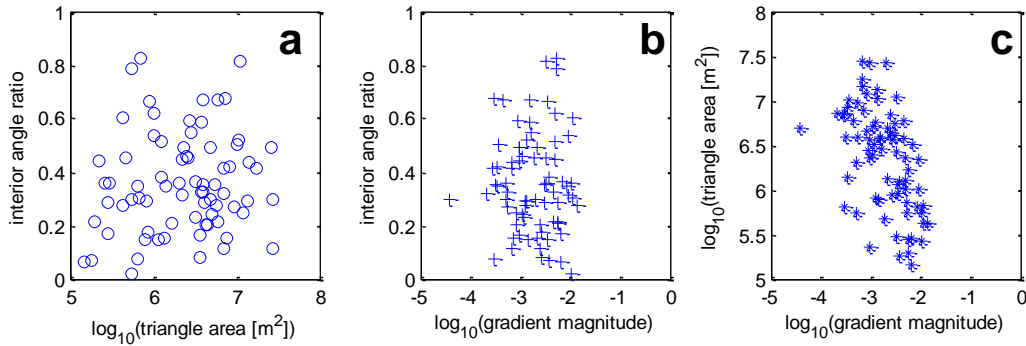 a
1
0.8
0.6
0.4
0.2
0
interior angle ratio
5 6 7 8
log10(triangle area [m2])
b
1
0.8
0.6
0.4
0.2
0
interior angle ratio
-5 -4 -3 -2 -1 0
log10(gradient magnitude)
c
8
7.5
7
6.5
6
5.5
5
log10(triangle area [m2])
-5 -4 -3 -2 -1 0
log10(gradient magnitude)